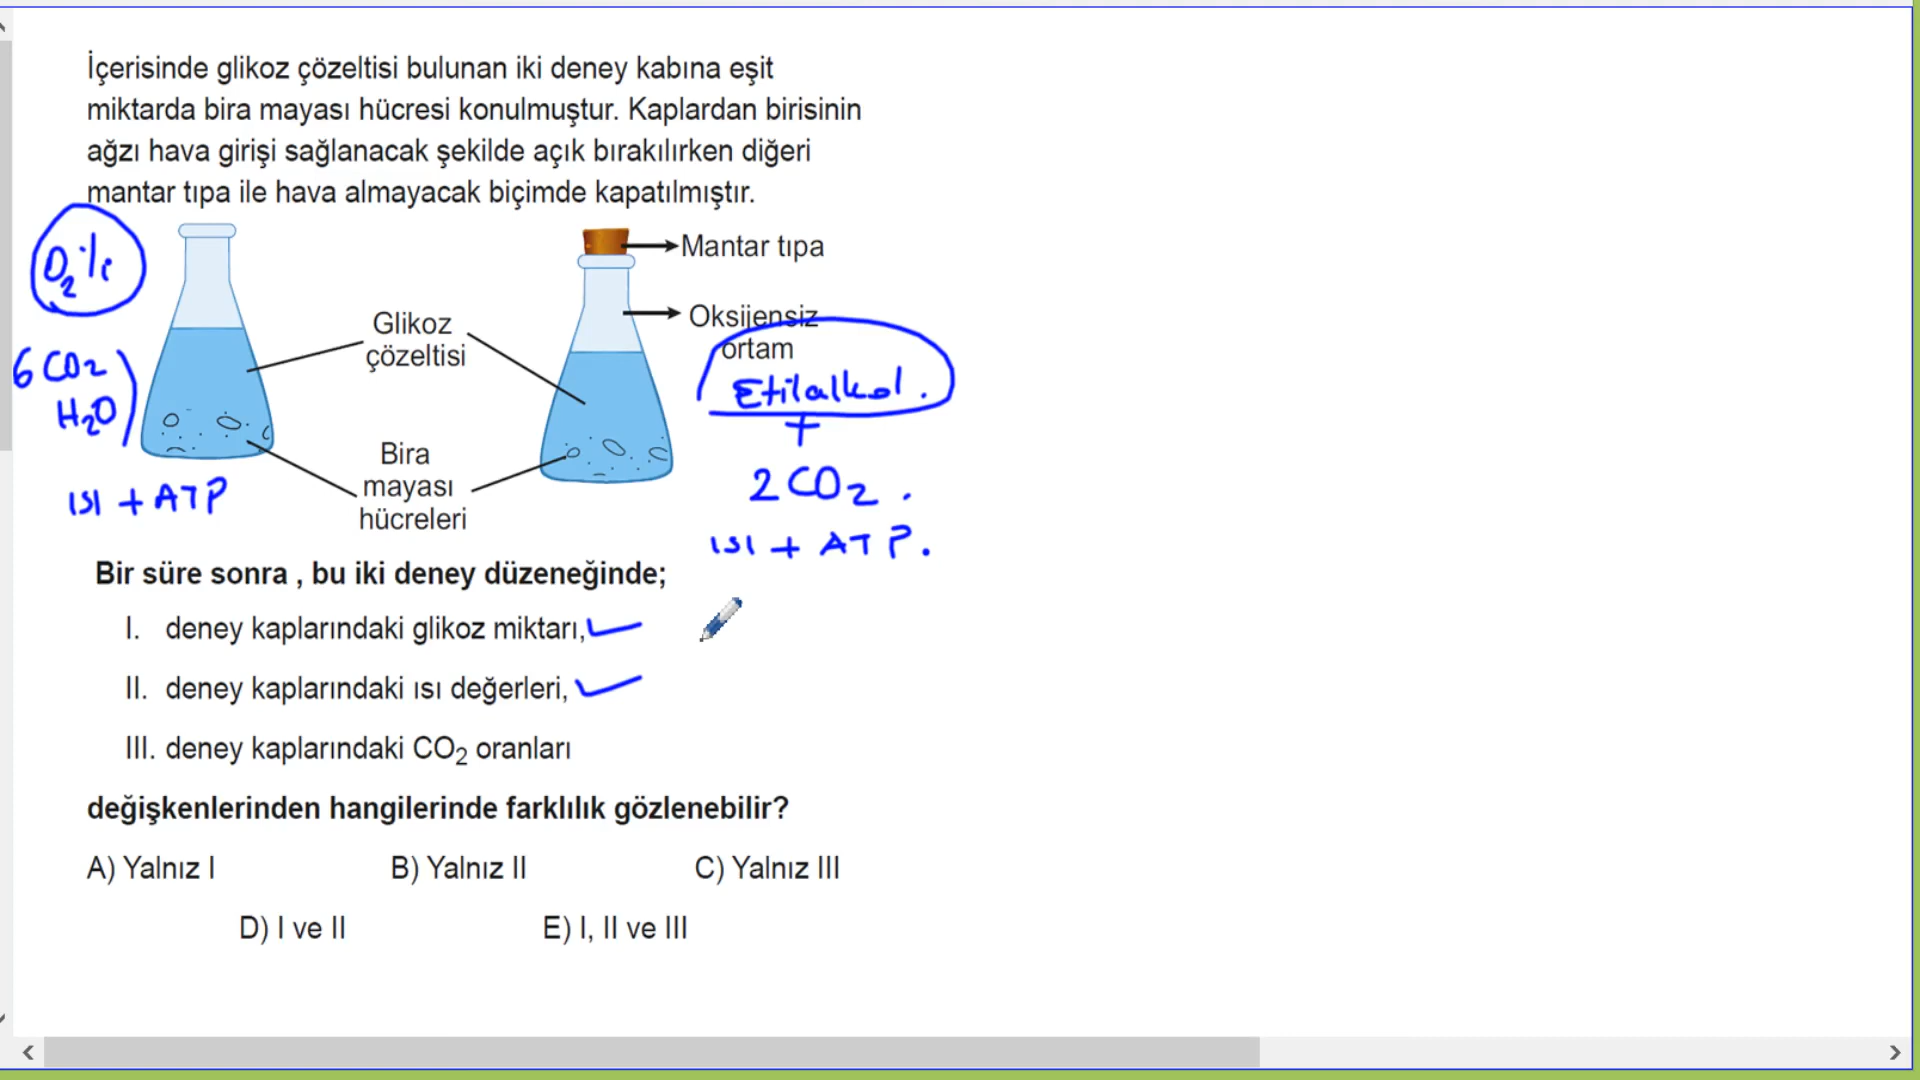 İçerisinde glikoz çözeltisi bulunan iki deney kabına eşit
miktarda bira mayası hücresi konulmuştur. Kaplardan birisinin
ağzı hava girişi sağlanacak şekilde açık bırakılırken diğeri
mantar tıpa ile hava almayacak biçimde kapatılmıştır.
Mantar tıpa
O2 'li
Oksijensiz
ortam
Glikoz
çözeltisi
6CO2
H2O
Etilalkol.
+
2CO2.
Bira
mayası
hücreleri
ısı + ATP
ısı + ATP.
Bir süre sonra , bu iki deney düzeneğinde;
I. deney kaplarındaki glikoz miktarı,
II. deney kaplarındaki ısı değerleri,
III. deney kaplarındaki CO2 oranları
değişkenlerinden hangilerinde farklılık gözlenebilir?
A) Yalnız I B) Yalnız II C) Yalnız III
D) I ve II E) I, II ve III